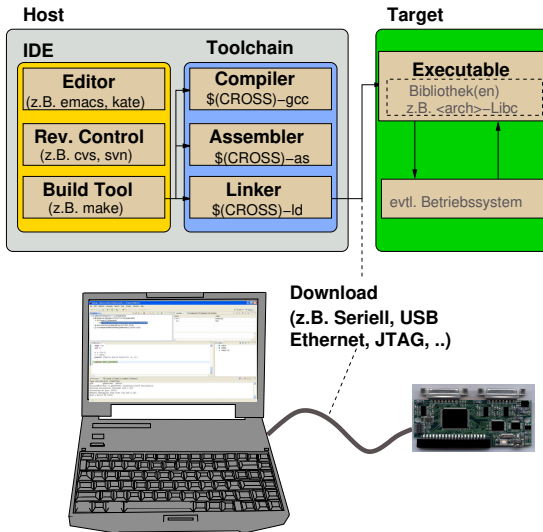 Host
Target
IDE
Toolchain
Editor
(z.B. emacs, kate)
Rev. Control
(z.B. cvs, svn)
Build Tool
(z.B. make)
Compiler
$(CROSS)−gcc
Assembler
$(CROSS)−as
Linker
$(CROSS)−ld
Executable
Bibliothek(en)
z.B. <arch>−Libc
evtl. Betriebssystem
Download
(z.B. Seriell, USB
Ethernet, JTAG, ..)